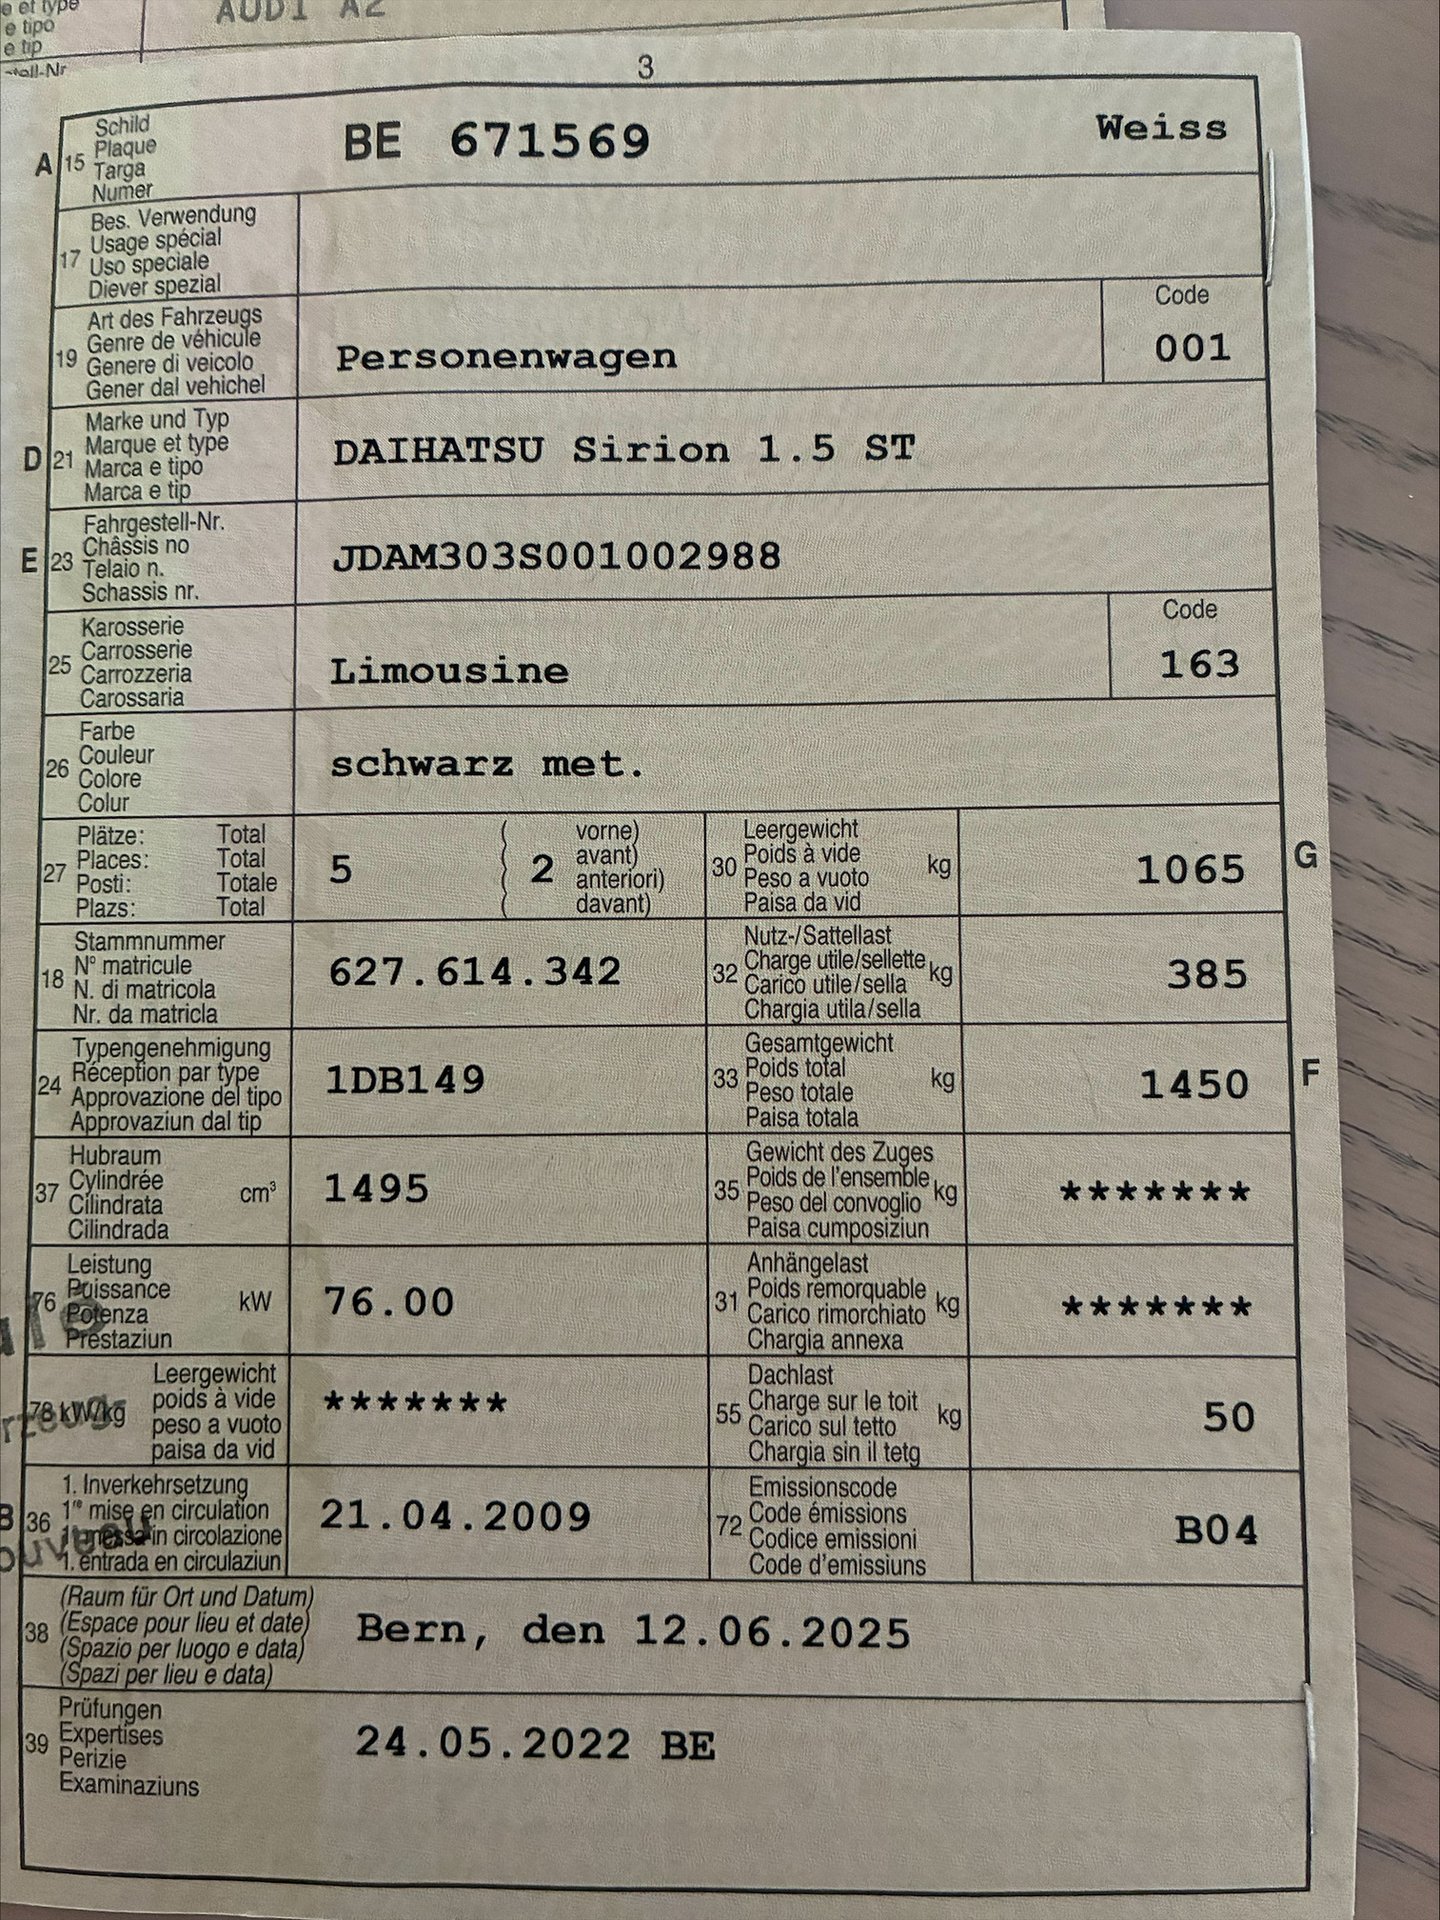 e et type
AUDI A2
e tipo
e tip
stell-Nr
3
A 15 Schild
Plaque
Targa
Numer
BE 671569 Weiss
17 Bes. Verwendung
Usage spécial
Uso speciale
Diever spezial
19 Art des Fahrzeugs
Genre de véhicule
Genere di veicolo
Gener dal vehichel
Personenwagen
Code
001
D 21 Marke und Typ
Marque et type
Marca e tipo
Marca e tip
DAIHATSU Sirion 1.5 ST
E 23 Fahrgestell-Nr.
Châssis no
Telaio n.
Schassis nr.
JDAM303S001002988
25 Karosserie
Carrosserie
Carrozzeria
Carossaria
Limousine
Code
163
26 Farbe
Couleur
Colore
Colur
schwarz met.
27 Plätze: Total
Places: Total
Posti: Totale
Plazs: Total
5
( vorne)
( avant)
2
( anteriori)
( davant)
30 Leergewicht
Poids à vide
Peso a vuoto
Paisa da vid
kg
1065
G
18 Stammnummer
N° matricule
N. di matricola
Nr. da matricla
627.614.342
32 Nutz-/Sattellast
Charge utile/sellette
Carico utile/sella
Chargia utila/sella
kg
385
24 Typengenehmigung
Réception par type
Approvazione del tipo
Approvaziun dal tip
1DB149
33 Gesamtgewicht
Poids total
Peso totale
Paisa totala
kg
1450
F
37 Hubraum
Cylindrée
Cilindrata
Cilindrada
cm³
1495
35 Gewicht des Zuges
Poids de l'ensemble
Peso del convoglio
Paisa cumposiziun
kg
*******
76 Leistung
Puissance
Potenza
Prestaziun
kW
76.00
31 Anhängelast
Poids remorquable
Carico rimorchiato
Chargia annexa
kg
*******
78 kW/kg
Leergewicht
poids à vide
peso a vuoto
paisa da vid
*******
55 Dachlast
Charge sur le toit
Carico sul tetto
Chargia sin il tetg
kg
50
B 36 1. Inverkehrsetzung
1re mise en circulation
1a messa in circolazione
1. entrada en circulaziun
21.04.2009
72 Emissionscode
Code émissions
Codice emissioni
Code d'emissiuns
B04
38 (Raum für Ort und Datum)
(Espace pour lieu et date)
(Spazio per luogo e data)
(Spazi per lieu e data)
Bern, den 12.06.2025
39 Prüfungen
Expertises
Perizie
Examinaziuns
24.05.2022 BE